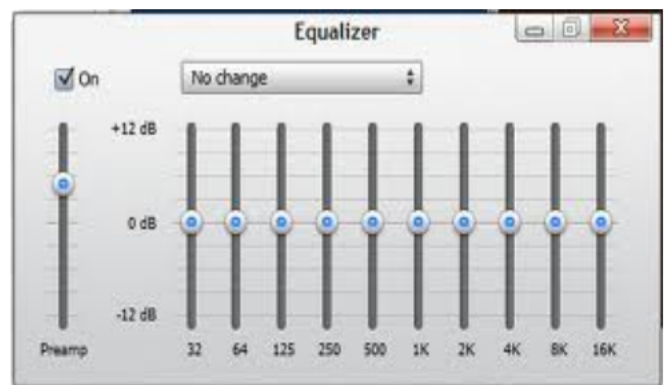 Equalizer
On
No change
+12 dB
0 dB
-12 dB
Preamp 32 64 125 250 500 1K 2K 4K 8K 16K